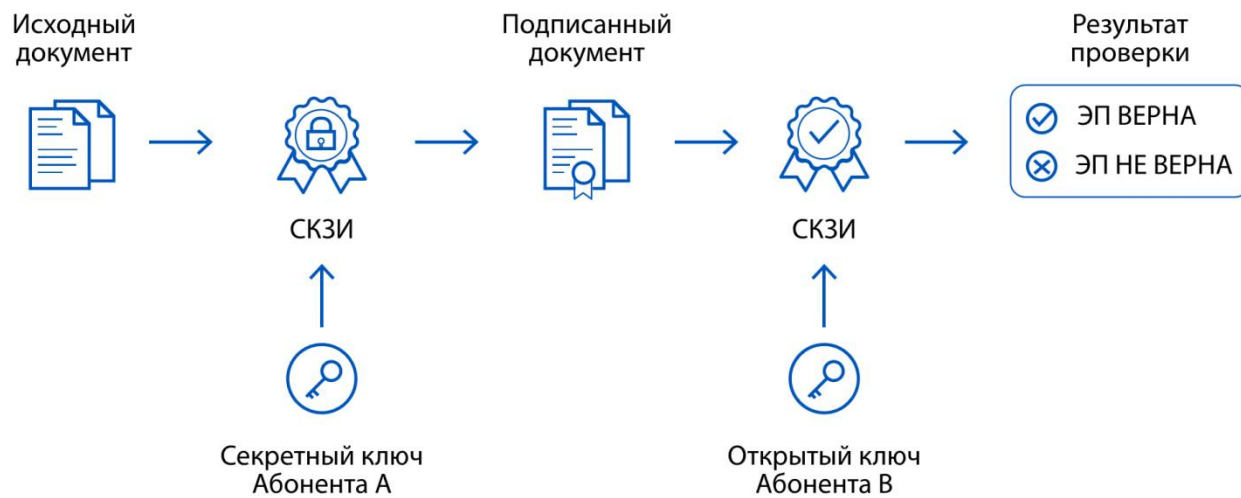 Исходный
документ
Подписанный
документ
Результат
проверки
ЭП ВЕРНА
ЭП НЕ ВЕРНА
СКЗИ
СКЗИ
Секретный ключ
Абонента А
Открытый ключ
Абонента В